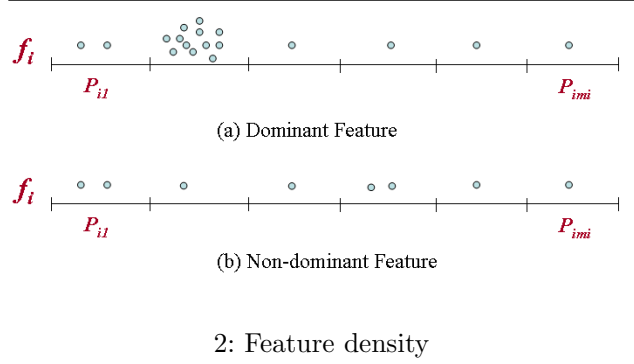 f_i
P_i1 P_imi
(a) Dominant Feature
f_i
P_i1 P_imi
(b) Non-dominant Feature
2: Feature density